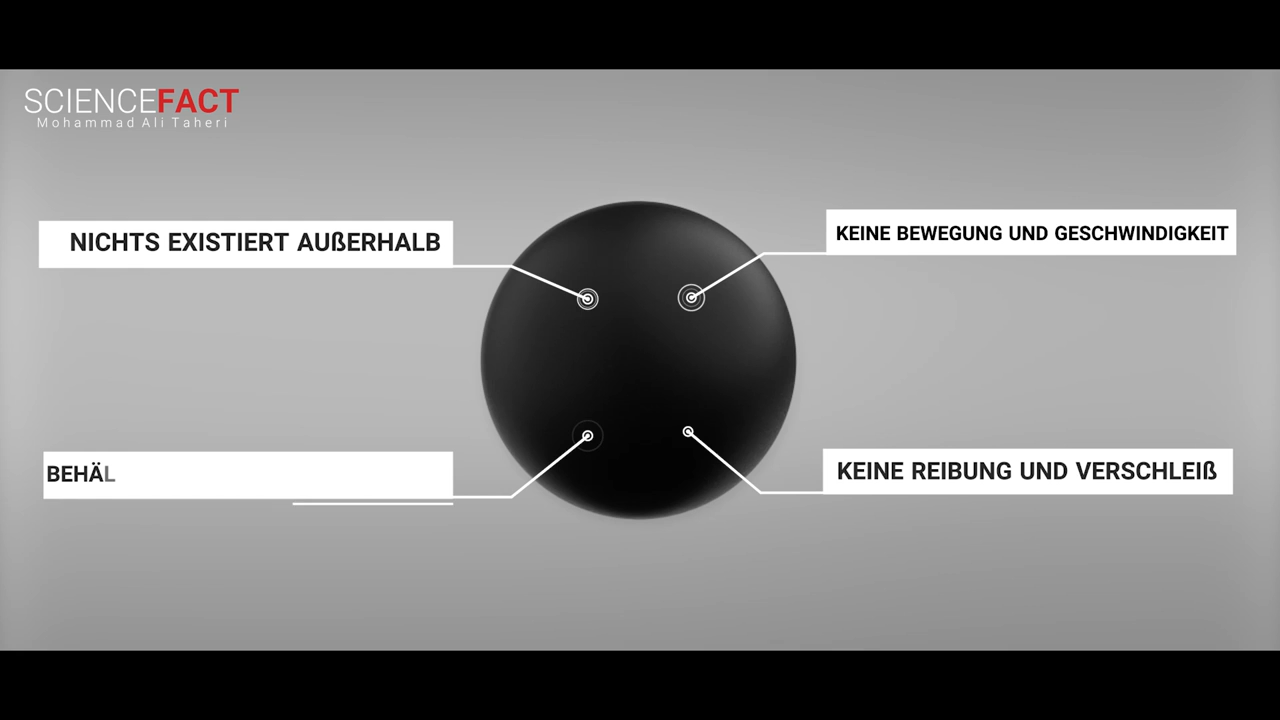 SCIENCEFACT
Mohammad Ali Taheri
NICHTS EXISTIERT AUßERHALB
KEINE BEWEGUNG UND GESCHWINDIGKEIT
BEHÄL
KEINE REIBUNG UND VERSCHLEIß